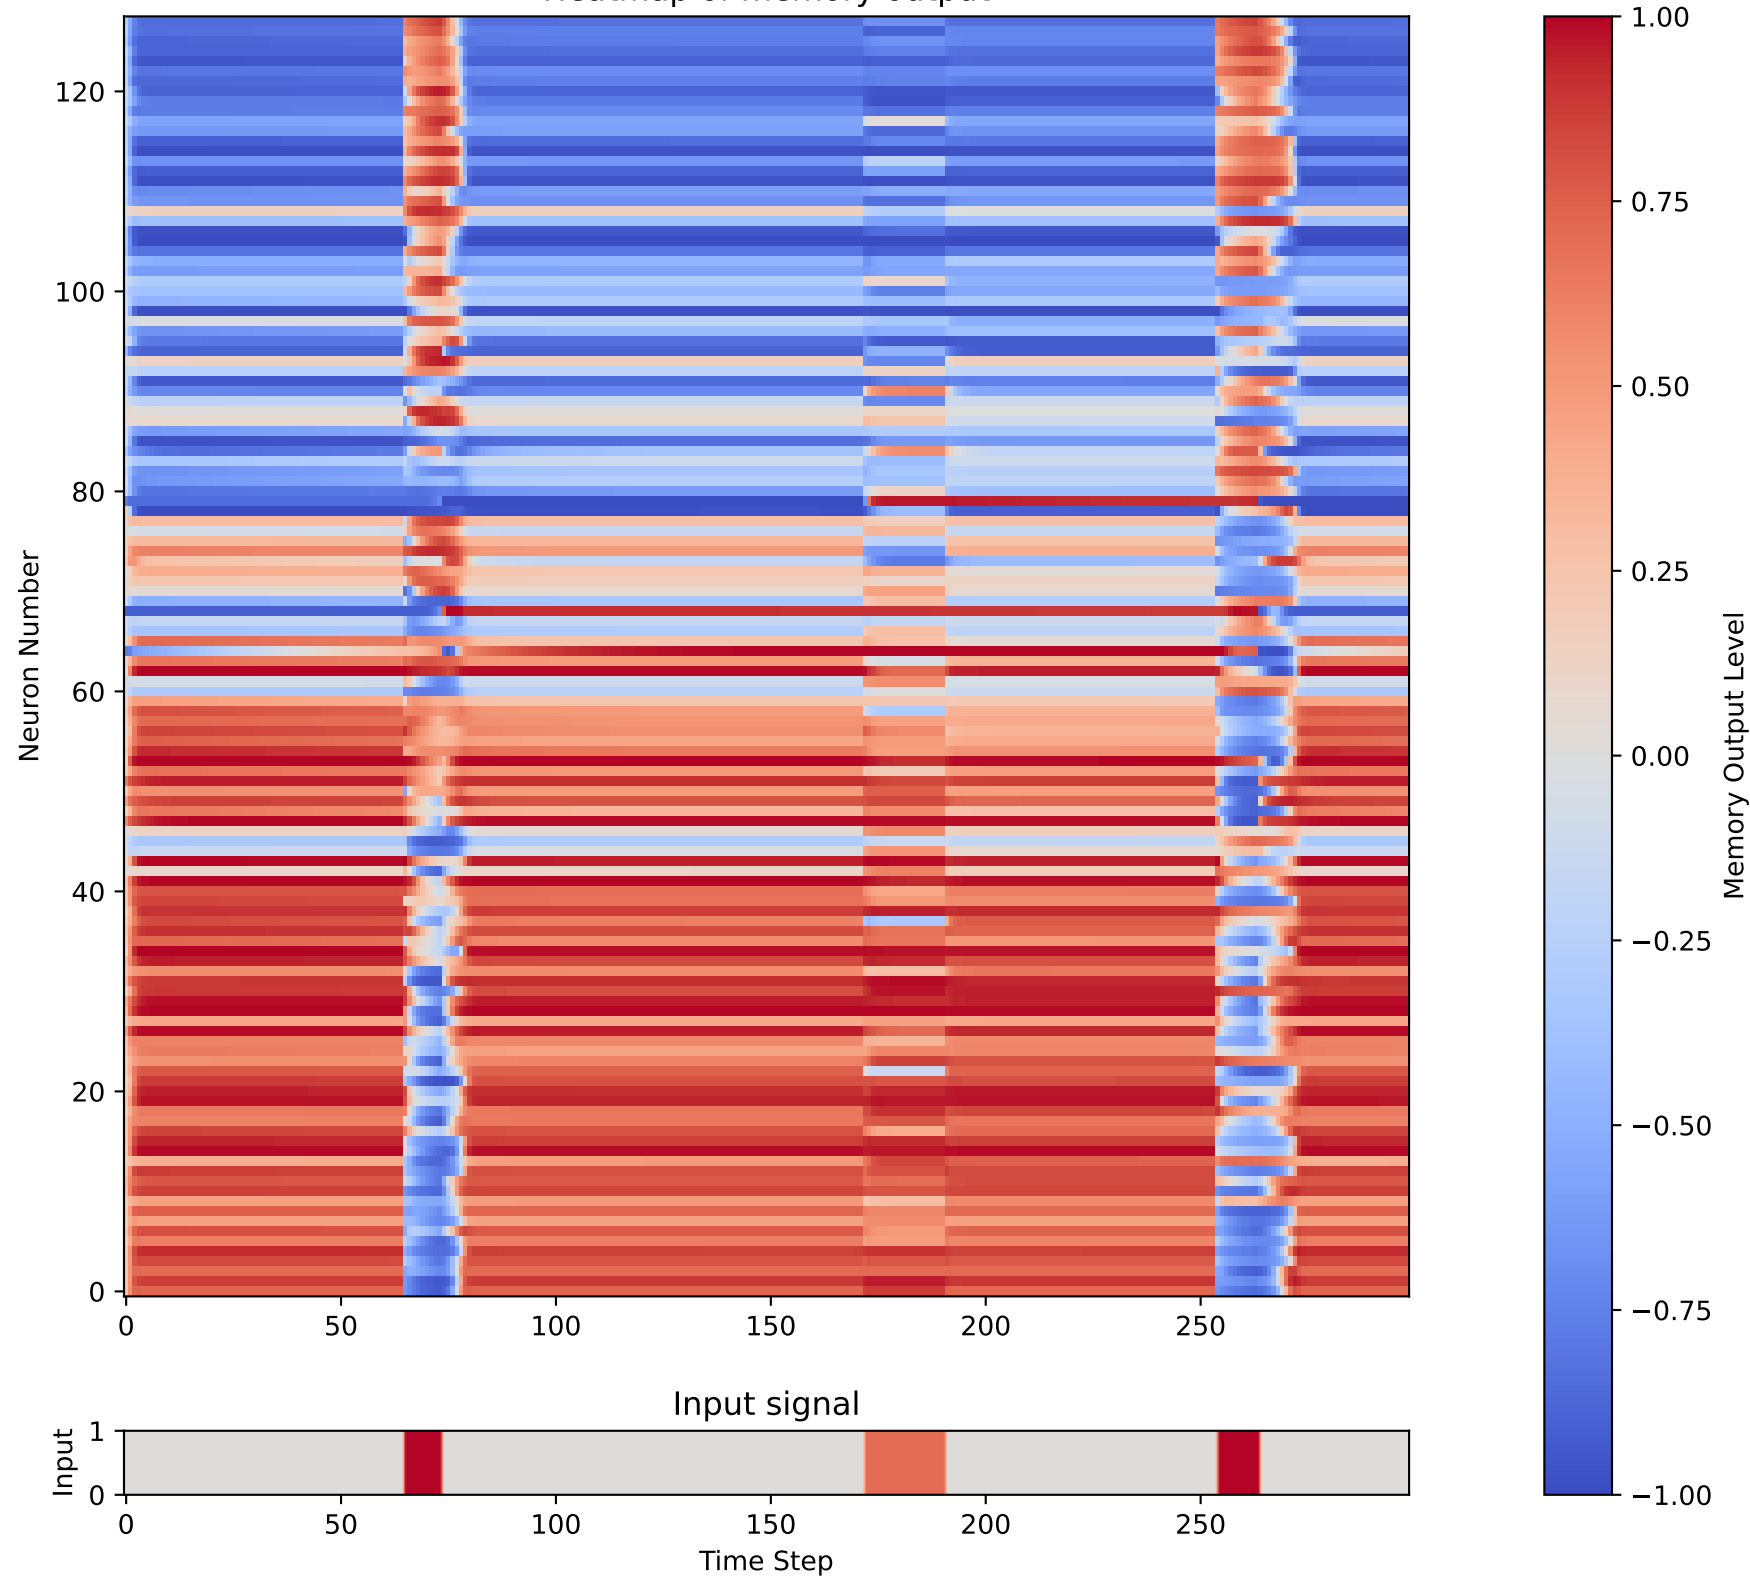 120
100
80
60
40
20
0
Neuron Number
0 50 100 150 200 250
1.00
0.75
0.50
0.25
0.00
−0.25
−0.50
−0.75
−1.00
Memory Output Level
Input signal
1
0
Input
0 50 100 150 200 250
Time Step